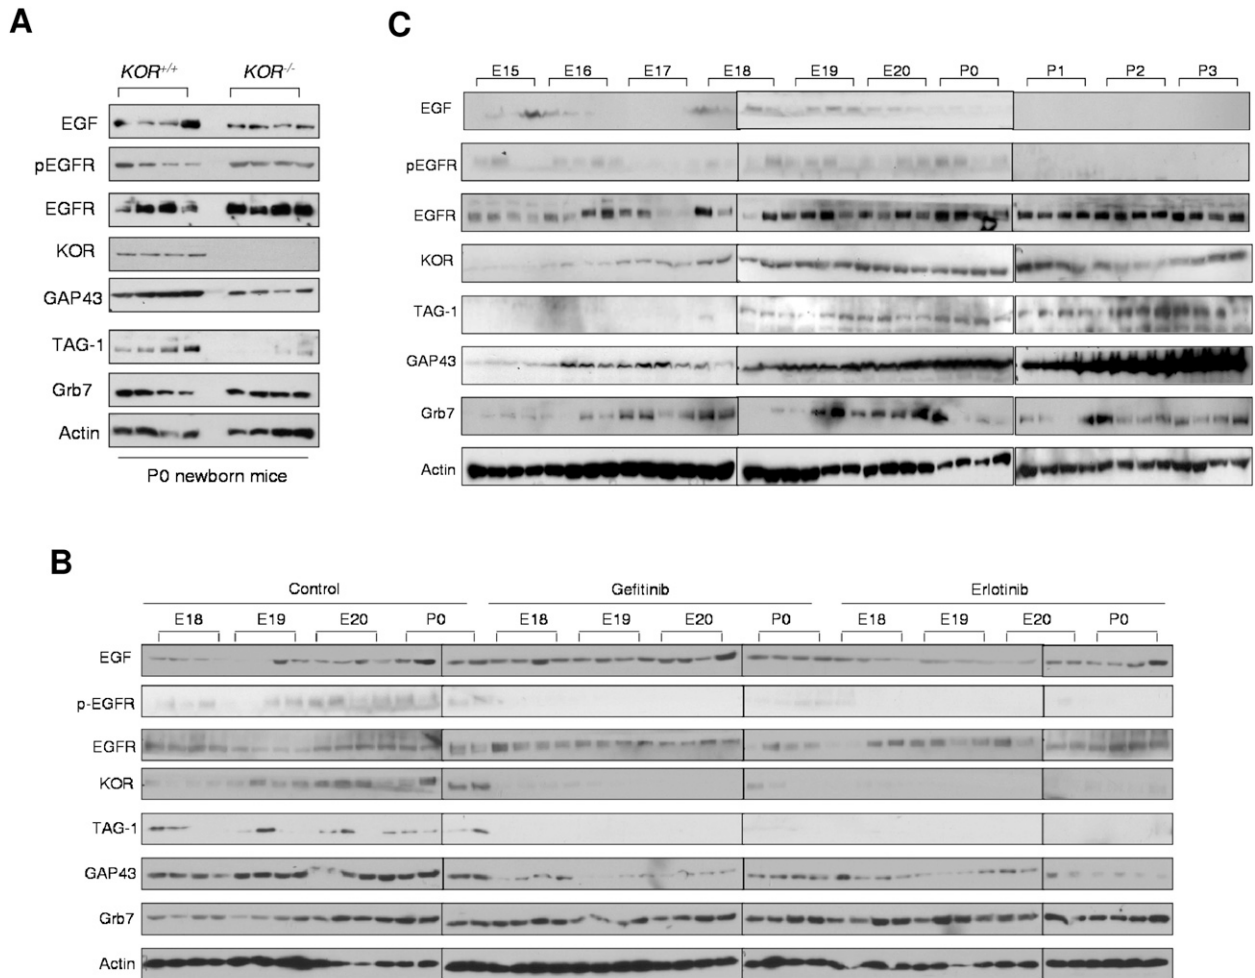 A
KOR+/+ KOR-/-
EGF
pEGFR
EGFR
KOR
GAP43
TAG-1
Grb7
Actin
P0 newborn mice
C
E15 E16 E17 E18 E19 E20 P0 P1 P2 P3
EGF
pEGFR
EGFR
KOR
TAG-1
GAP43
Grb7
Actin
B
Control Gefitinib Erlotinib
E18 E19 E20 P0 E18 E19 E20 P0 E18 E19 E20 P0
EGF
p-EGFR
EGFR
KOR
TAG-1
GAP43
Grb7
Actin